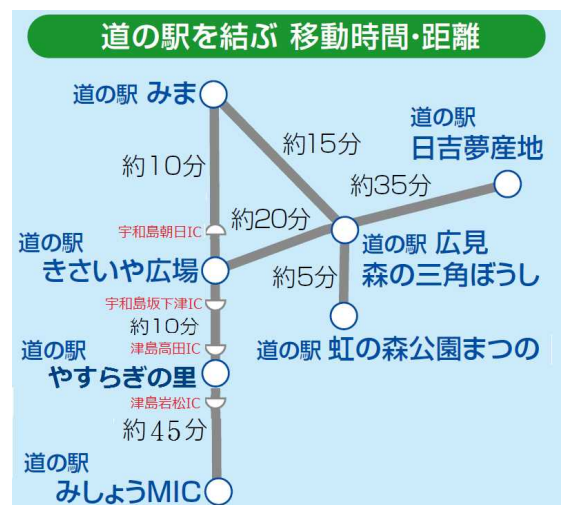 道の駅を結ぶ 移動時間・距離
道の駅 みま
道の駅
日吉夢産地
約15分
約10分
約35分
約20分
宇和島朝日IC
道の駅
きさいや広場
道の駅 広見
森の三角ぼうし
約5分
宇和島坂下津IC
約10分
津島高田IC
道の駅 虹の森公園まつの
道の駅
やすらぎの里
津島岩松IC
約45分
道の駅
みしょうMIC